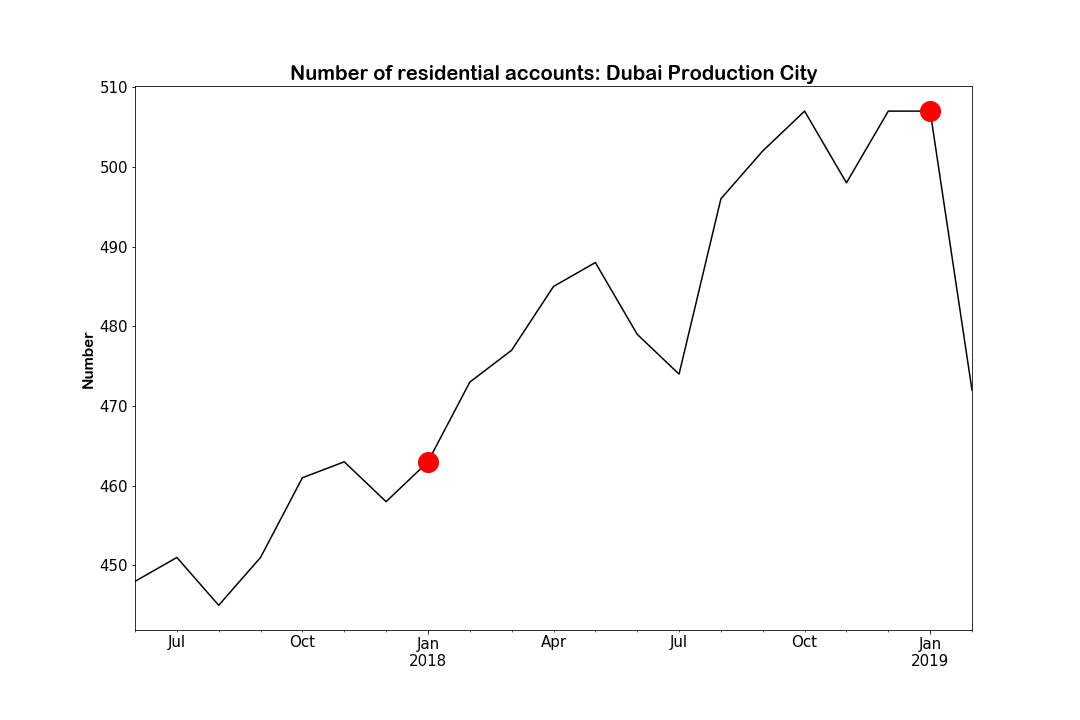 Number of residential accounts: Dubai Production City
510
500
490
480
470
460
450
Number
Jul
Oct
Jan
2018
Apr
Jul
Oct
Jan
2019